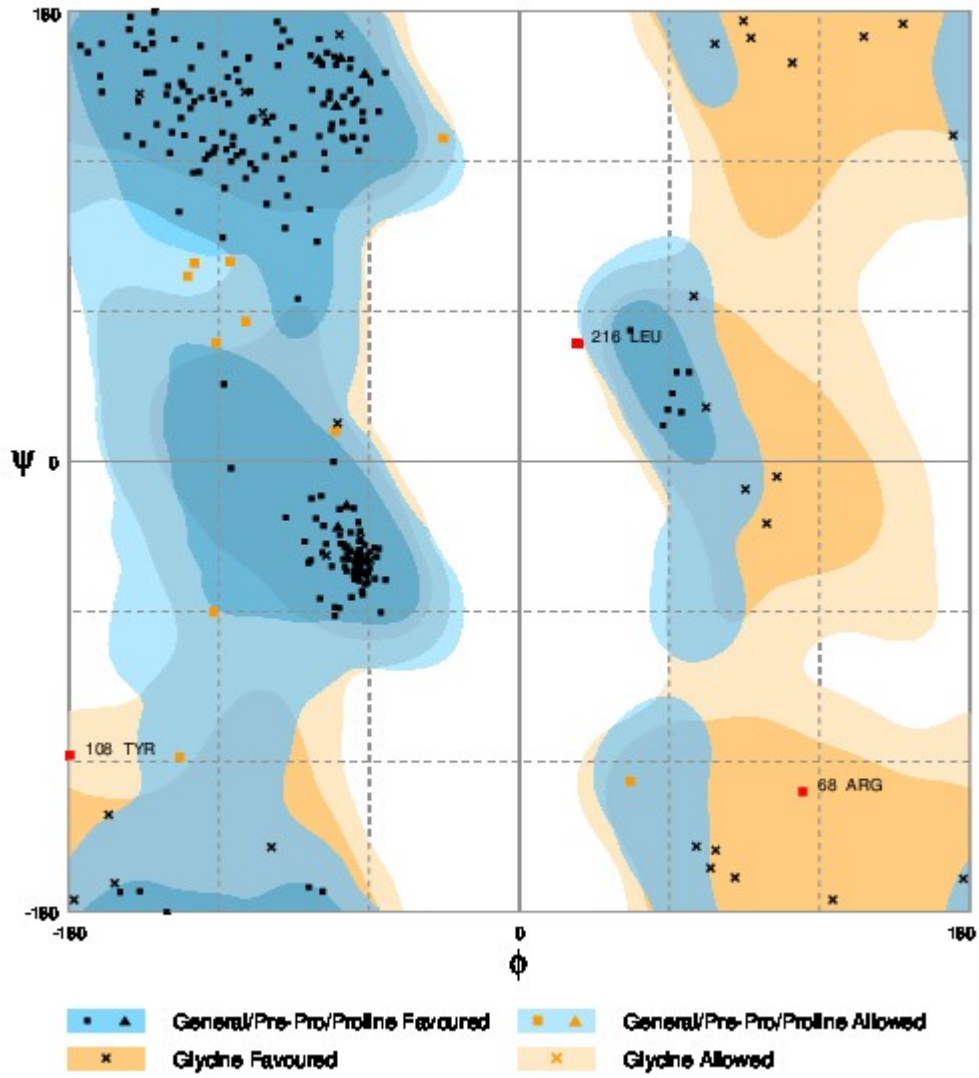 180
216 LEU
ψ 0
108 TYR
68 ARG
-180
-180 0 180
ϕ
General/Pre-Pro/Proline Favoured General/Pre-Pro/Proline Allowed
Glycine Favoured Glycine Allowed